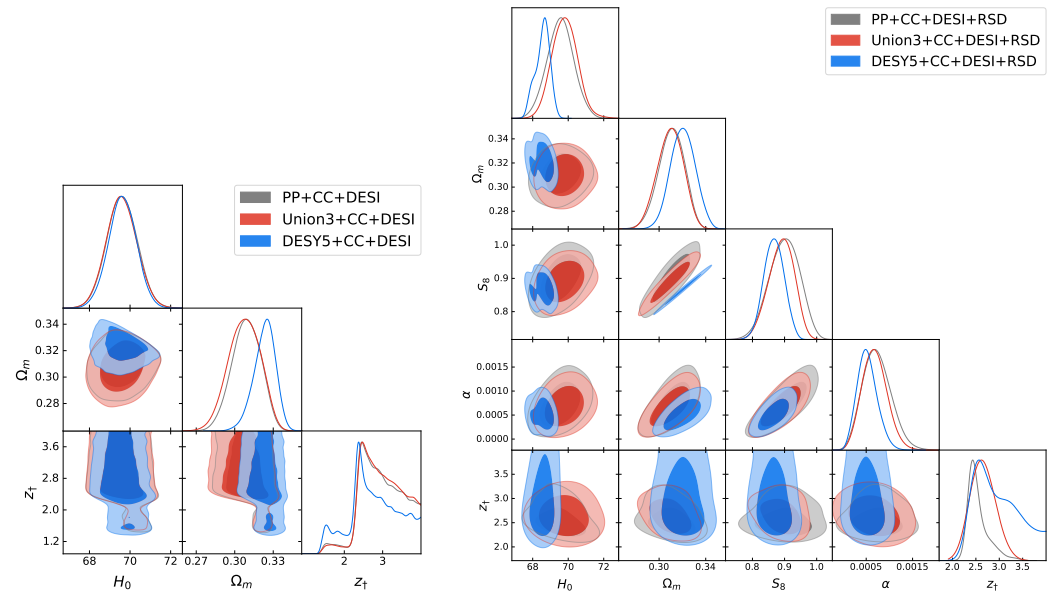 PP+CC+DESI+RSD
Union3+CC+DESI+RSD
DESY5+CC+DESI+RSD
0.34
0.32
0.30
0.28
Ωm
1.0
0.9
0.8
S8
0.0015
0.0010
0.0005
0.0000
α
3.5
3.0
2.5
2.0
z†
68 70 72
H0
0.30 0.34
Ωm
0.8 0.9 1.0
S8
0.0005 0.0015
α
2.0 2.5 3.0 3.5
z†
PP+CC+DESI
Union3+CC+DESI
DESY5+CC+DESI
0.34
0.32
0.30
0.28
Ωm
3.6
2.8
2.0
1.2
z†
68 70 72
H0
0.27 0.30 0.33
Ωm
2 3
z†